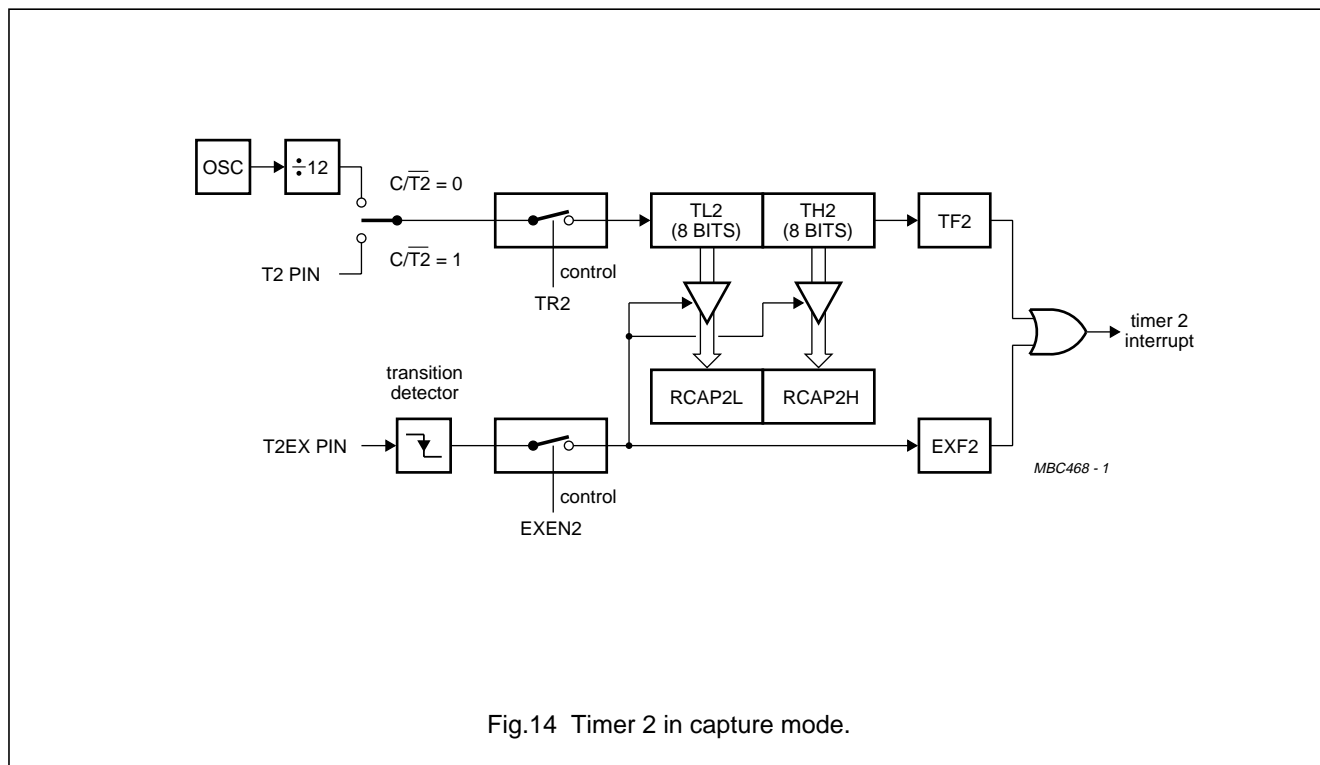 OSC
÷12
C/T2 = 0
C/T2 = 1
T2 PIN
control
TR2
TL2
(8 BITS)
TH2
(8 BITS)
TF2
timer 2
interrupt
transition
detector
RCAP2L
RCAP2H
T2EX PIN
control
EXEN2
EXF2
MBC468 - 1
Fig.14 Timer 2 in capture mode.